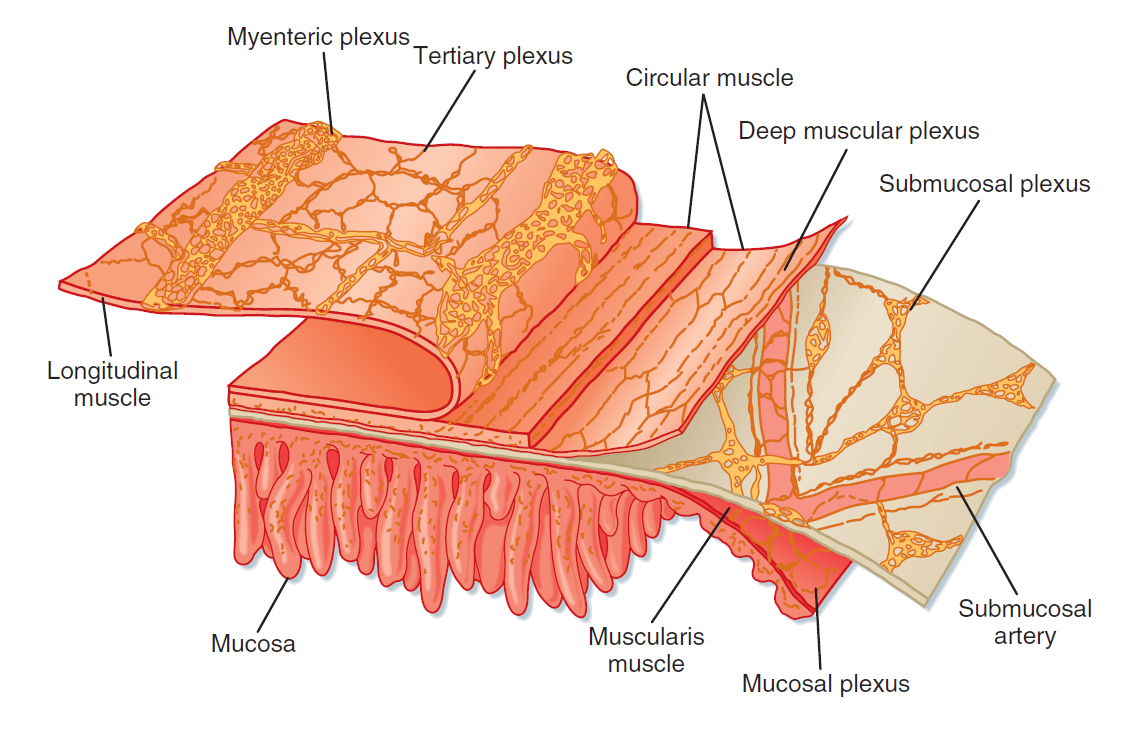 Myenteric plexus
Tertiary plexus
Circular muscle
Deep muscular plexus
Submucosal plexus
Longitudinal
muscle
Mucosa
Muscularis
muscle
Mucosal plexus
Submucosal
artery